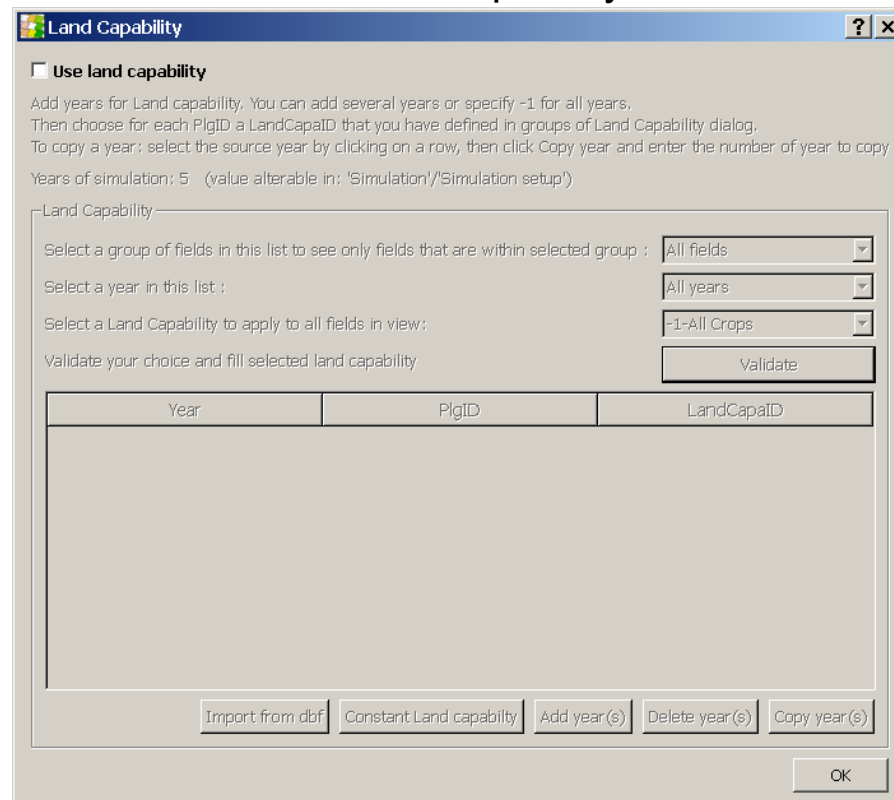 Land Capability
?
Use land capability
Add years for Land capability. You can add several years or specify -1 for all years.
Then choose for each PlgID a LandCapaID that you have defined in groups of Land Capability dialog.
To copy a year: select the source year by clicking on a row, then click Copy year and enter the number of year to copy
Years of simulation: 5 (value alterable in: 'Simulation'/'Simulation setup')
Land Capability
Select a group of fields in this list to see only fields that are within selected group : All fields
Select a year in this list : All years
Select a Land Capability to apply to all fields in view: -1-All Crops
Validate your choice and fill selected land capability Validate
Year PlgID LandCapaID
Import from dbf Constant Land capabilty Add year(s) Delete year(s) Copy year(s)
OK